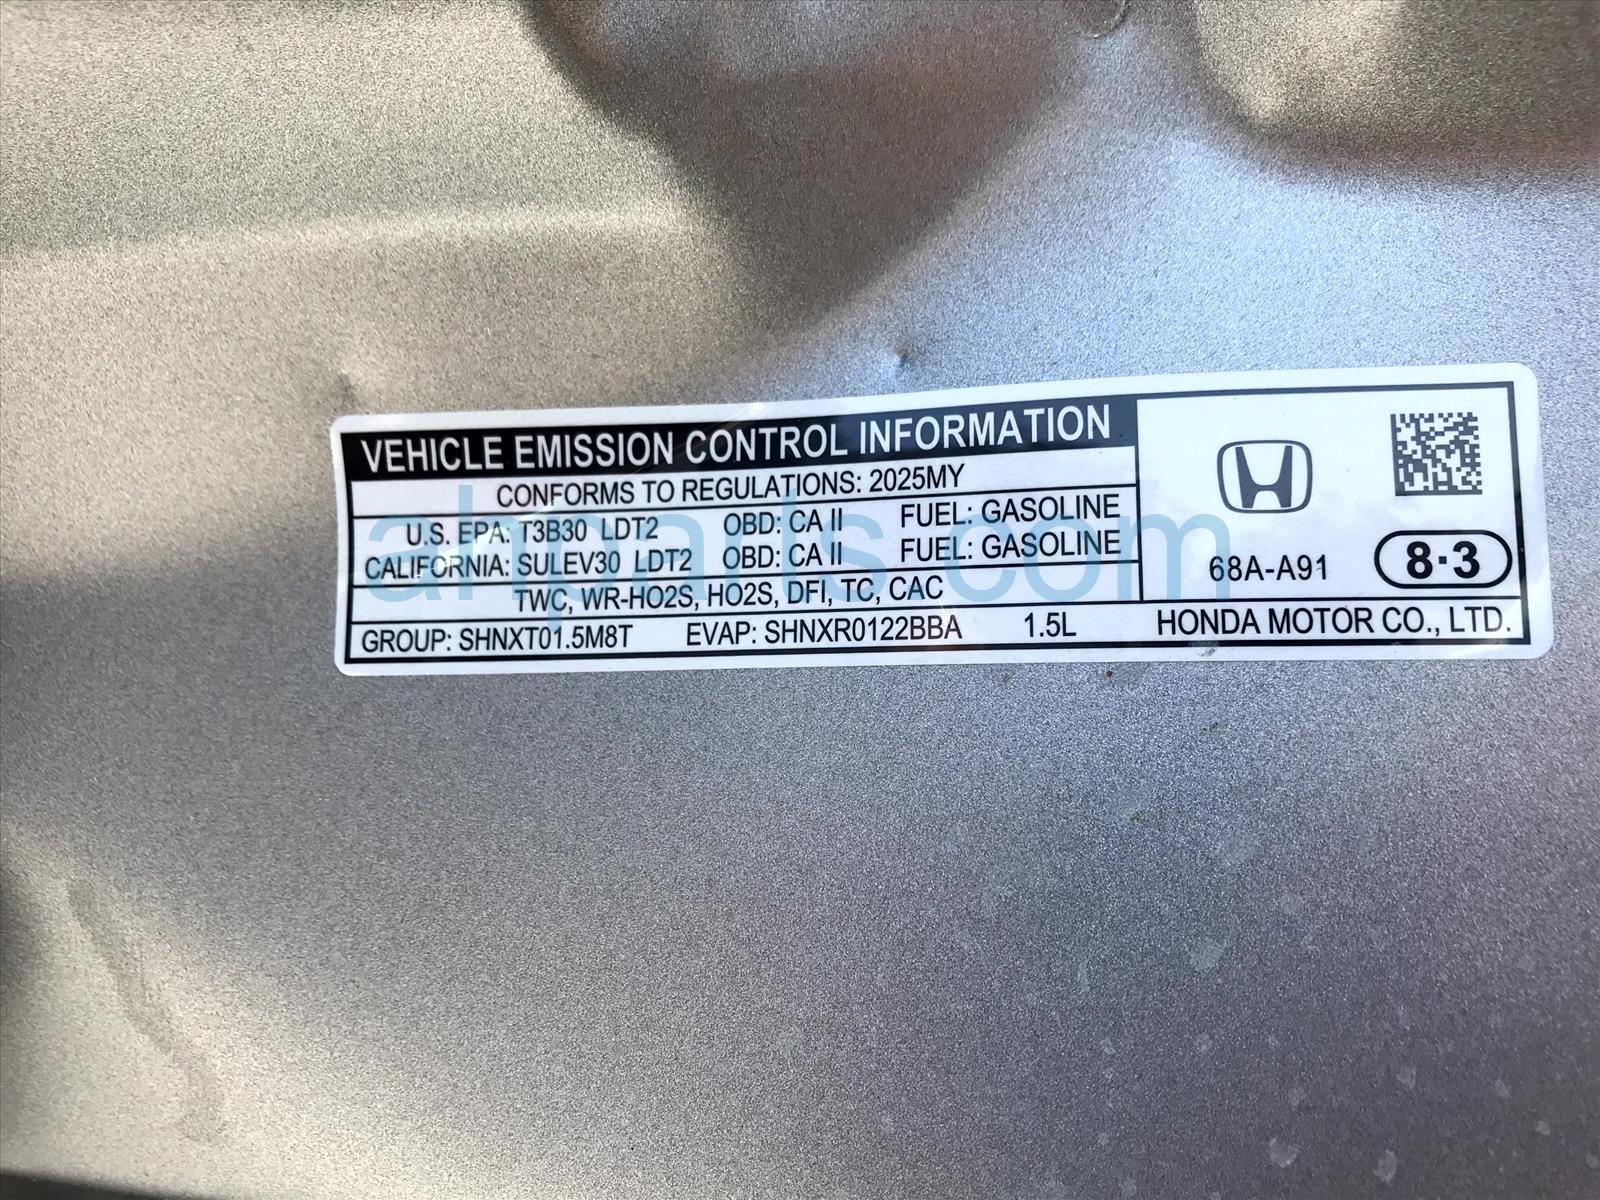 VEHICLE EMISSION CONTROL INFORMATION
CONFORMS TO REGULATIONS: 2025MY
U.S. EPA: T3B30 LDT2 OBD: CA II FUEL: GASOLINE
CALIFORNIA: SULEV30 LDT2 OBD: CA II FUEL: GASOLINE
TWC, WR-HO2S, HO2S, DFI, TC, CAC
GROUP: SHNXT01.5M8T EVAP: SHNXR0122BBA 1.5L HONDA MOTOR CO., LTD.
68A-A91 8·3
ahparts.com